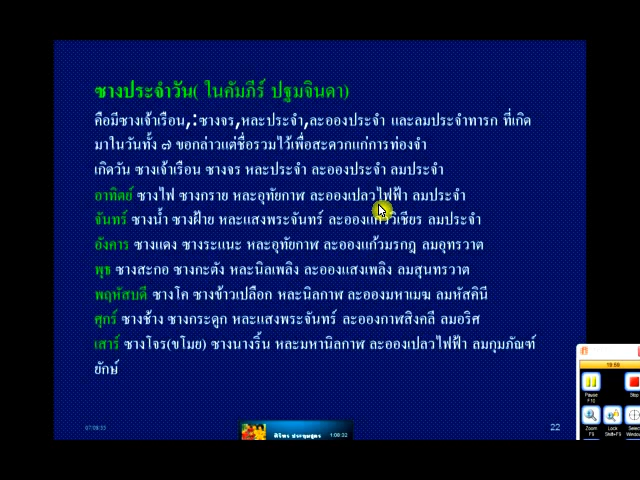 ซางประจำวัน( ในคัมภีร์ ปฐมจินดา)
คือมีซางเจ้าเรือน,:ซางจร,หละประจำ,ละอองประจำ และลมประจำทารก ที่เกิด
มาในวันทั้ง ๗ ขอกล่าวแต่ชื่อรวมไว้เพื่อสะดวกแก่การท่องจำ
เกิดวัน ซางเจ้าเรือน ซางจร หละประจำ ละอองประจำ ลมประจำ
อาทิตย์ ซางไฟ ซางกราย หละอุทัยกาฬ ละอองเปลวไฟฟ้า ลมประจำ
จันทร์ ซางน้ำ ซางฝ้าย หละแสงพระจันทร์ ละอองแก้ววิเชียร ลมประจำ
อังคาร ซางแดง ซางระแนะ หละอุทัยกาฬ ละอองแก้วมรกฎ ลมอุทรวาต
พุธ ซางสะกอ ซางกะตัง หละนิลเพลิง ละอองแสงเพลิง ลมสุนทรวาต
พฤหัสบดี ซางโค ซางข้าวเปลือก หละนิลกาฬ ละอองมหาเมฆ ลมหัสคินี
ศุกร์ ซางช้าง ซางกระดูก หละแสงพระจันทร์ ละอองกาฬสิงคลี ลมอริศ
เสาร์ ซางโจร(ขโมย) ซางนางริ้น หละมหานิลกาฬ ละอองเปลวไฟฟ้า ลมกุมภัณฑ์
ยักษ์
22
1:09:22
Pause
F10
Stop
Zoom
F9
Lock
Shift+F9